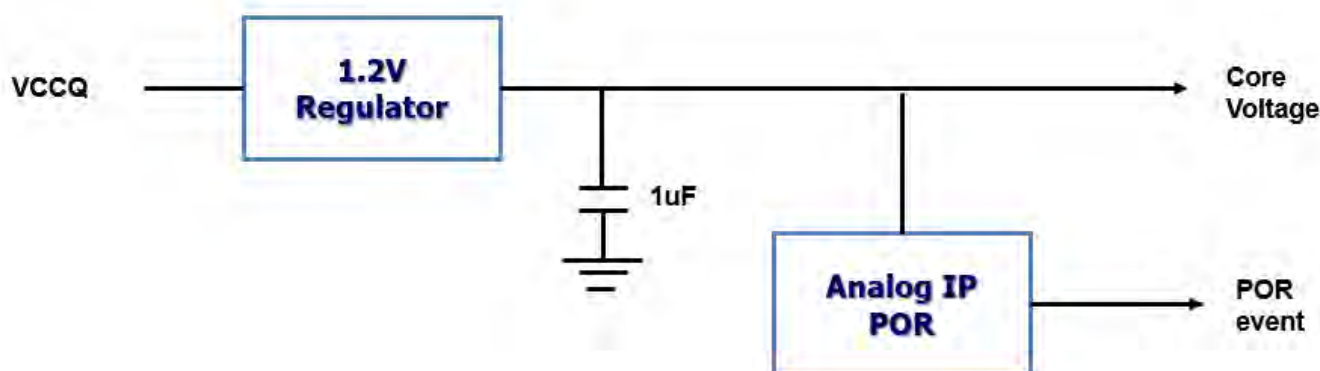 VCCQ
1.2V
Regulator
Core
Voltage
1uF
Analog IP
POR
POR
event